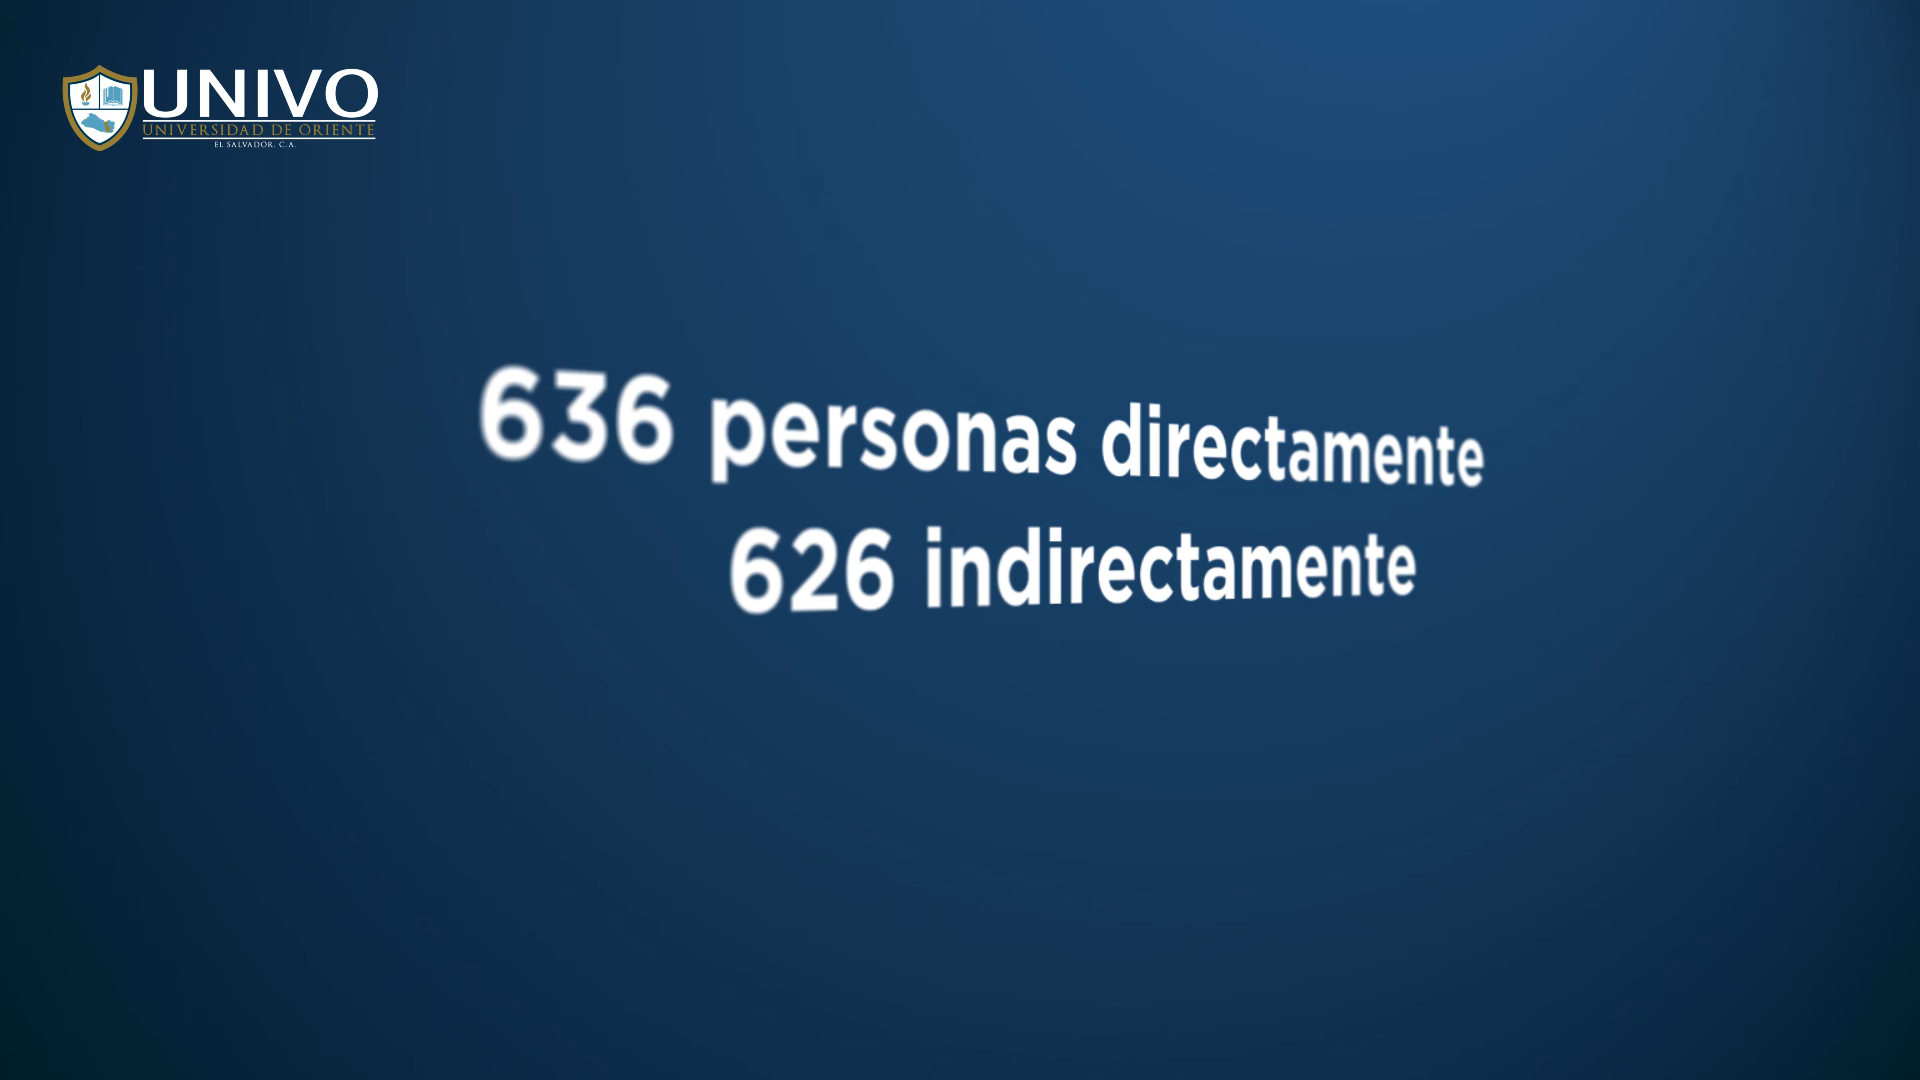 UNIVO
UNIVERSIDAD DE ORIENTE
EL SALVADOR. C.A.
636 personas directamente
626 indirectamente